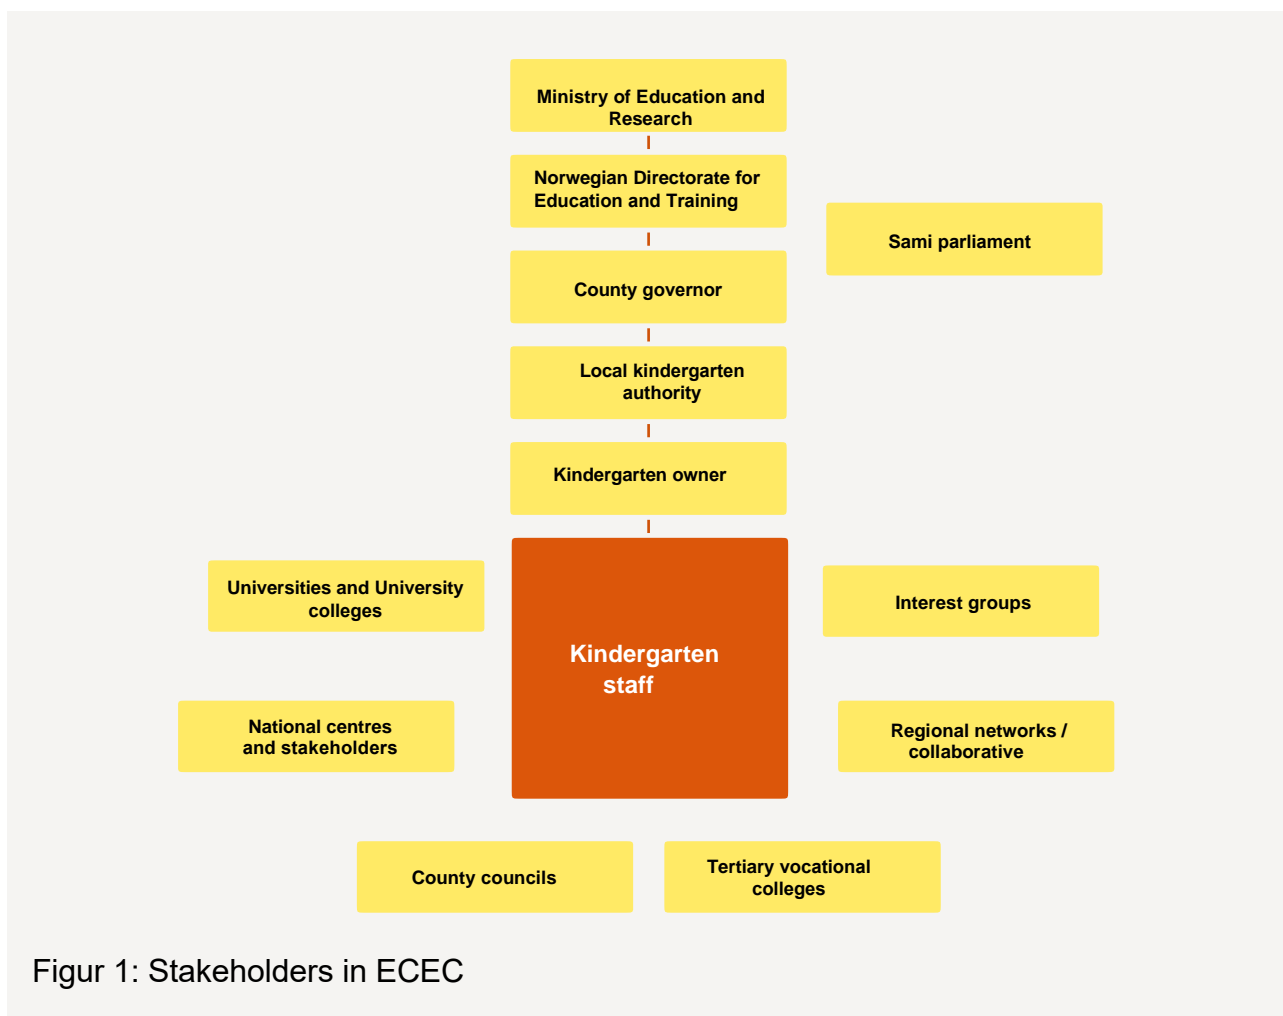 Ministry of Education and
Research
Norwegian Directorate for
Education and Training
Sami parliament
County governor
Local kindergarten
authority
Kindergarten owner
Universities and University
colleges
Interest groups
Kindergarten
staff
National centres
and stakeholders
Regional networks /
collaborative
County councils
Tertiary vocational
colleges
Figur 1: Stakeholders in ECEC